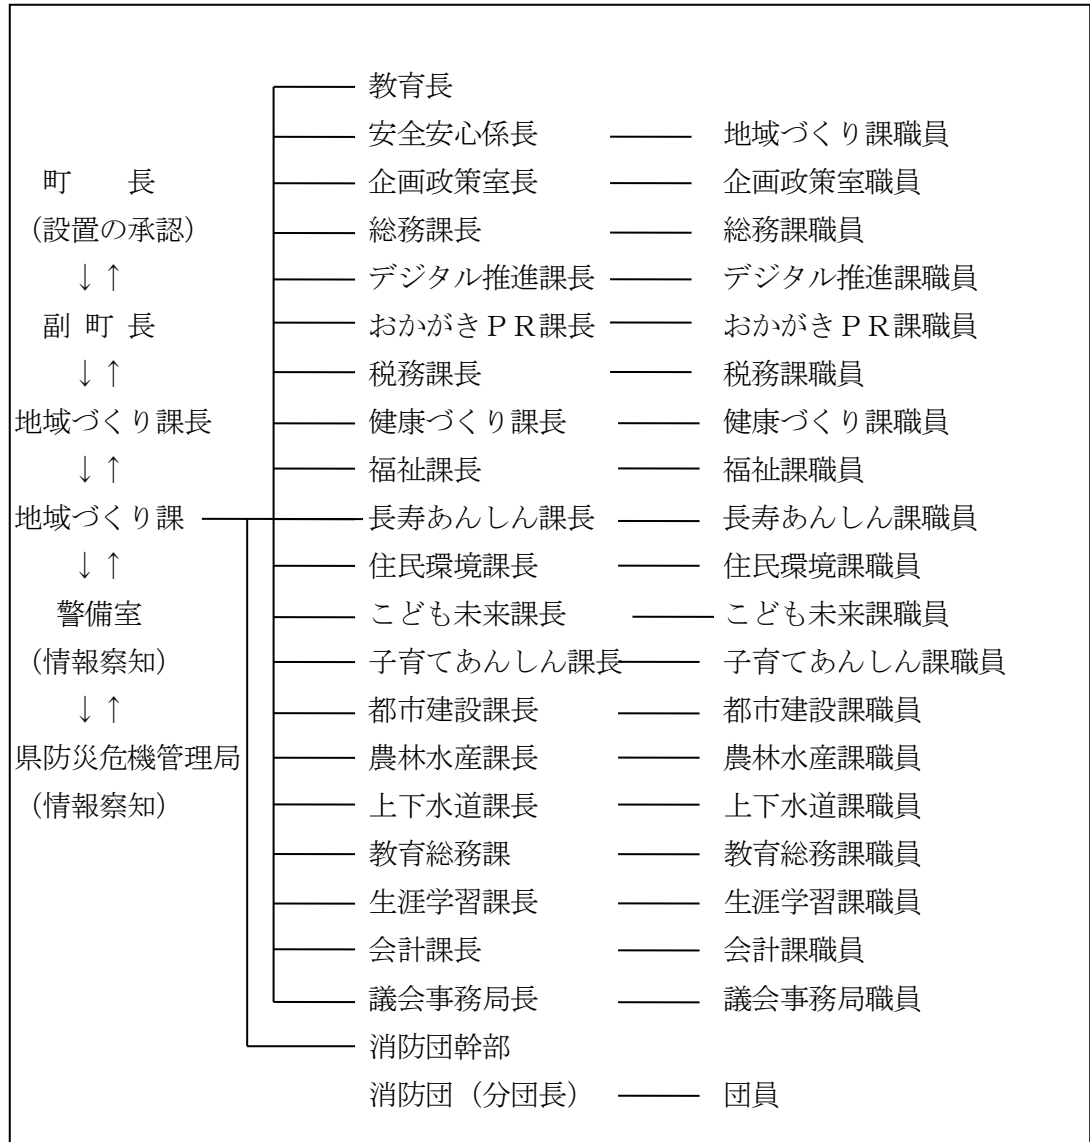 教育長
安全安心係長 地域づくり課職員
町 長 企画政策室長 企画政策室職員
（設置の承認） 総務課長 総務課職員
↓↑ デジタル推進課長 デジタル推進課職員
副町長 おかがきＰＲ課長 おかがきＰＲ課職員
↓↑ 税務課長 税務課職員
地域づくり課長 健康づくり課長 健康づくり課職員
↓↑ 福祉課長 福祉課職員
地域づくり課 長寿あんしん課長 長寿あんしん課職員
↓↑ 住民環境課長 住民環境課職員
警備室 こども未来課長 こども未来課職員
（情報察知） 子育てあんしん課長 子育てあんしん課職員
↓↑ 都市建設課長 都市建設課職員
県防災危機管理局 農林水産課長 農林水産課職員
（情報察知） 上下水道課長 上下水道課職員
教育総務課 教育総務課職員
生涯学習課長 生涯学習課職員
会計課長 会計課職員
議会事務局長 議会事務局職員
消防団幹部
消防団（分団長） 団員